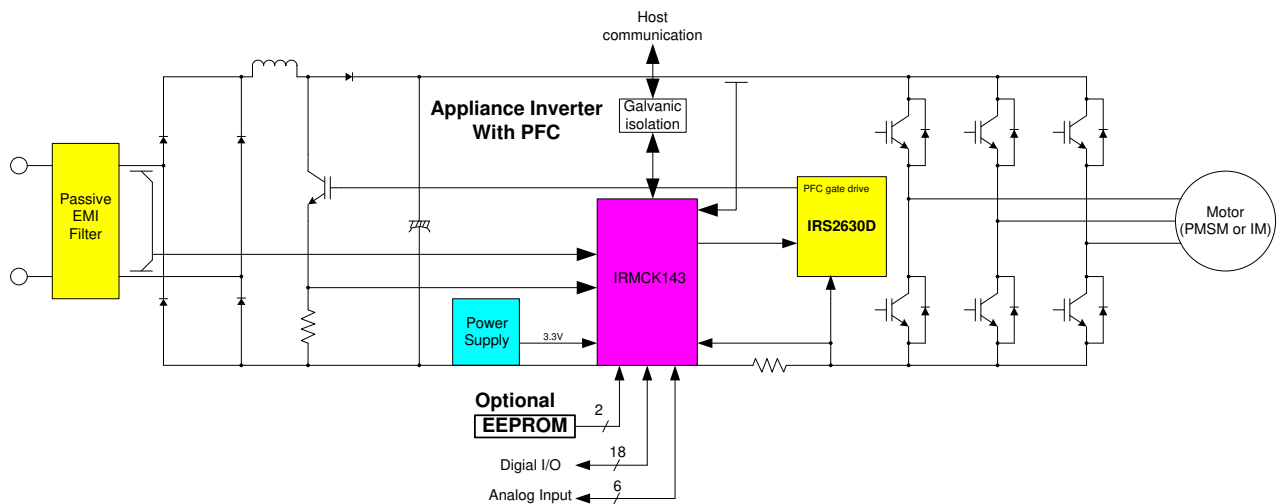 Host
communication
Appliance Inverter
With PFC
Galvanic
isolation
Passive
EMI
Filter
PFC gate drive
IRS2630D
Motor
(PMSM or IM)
IRMCK143
Power
Supply
3.3V
Optional
EEPROM
2
Digial I/O
18
Analog Input
6